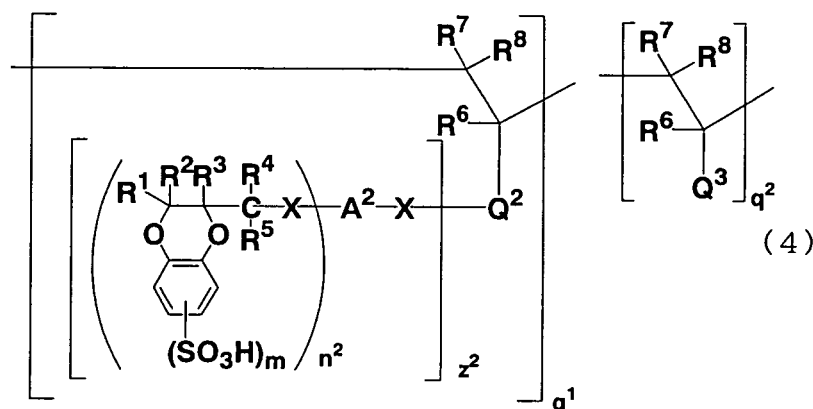 R⁷ R⁸ R⁷ R⁸
R⁶ R⁶
R¹ R² R³ R⁴ Q³ q²
C X A² X Q²
O O R⁵ (4)
(SO₃H)m n² z² q¹